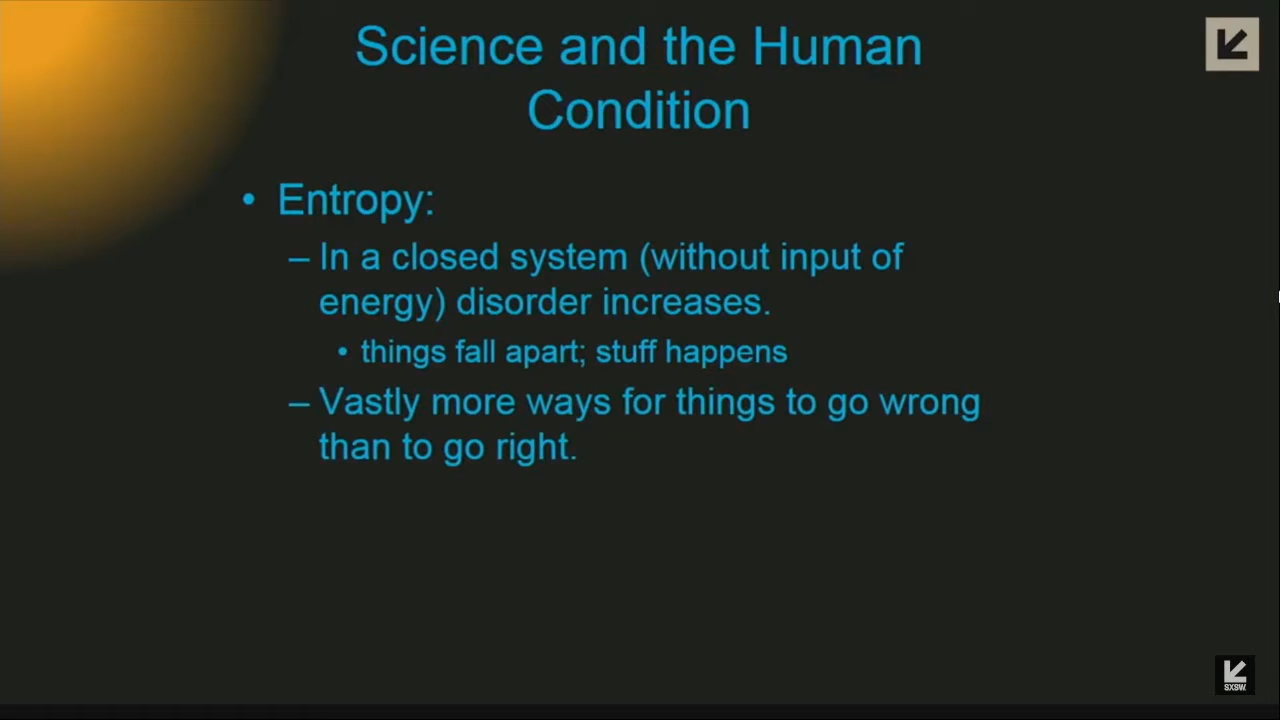 Science and the Human
Condition
• Entropy:
– In a closed system (without input of
energy) disorder increases.
• things fall apart; stuff happens
– Vastly more ways for things to go wrong
than to go right.
SXSW.